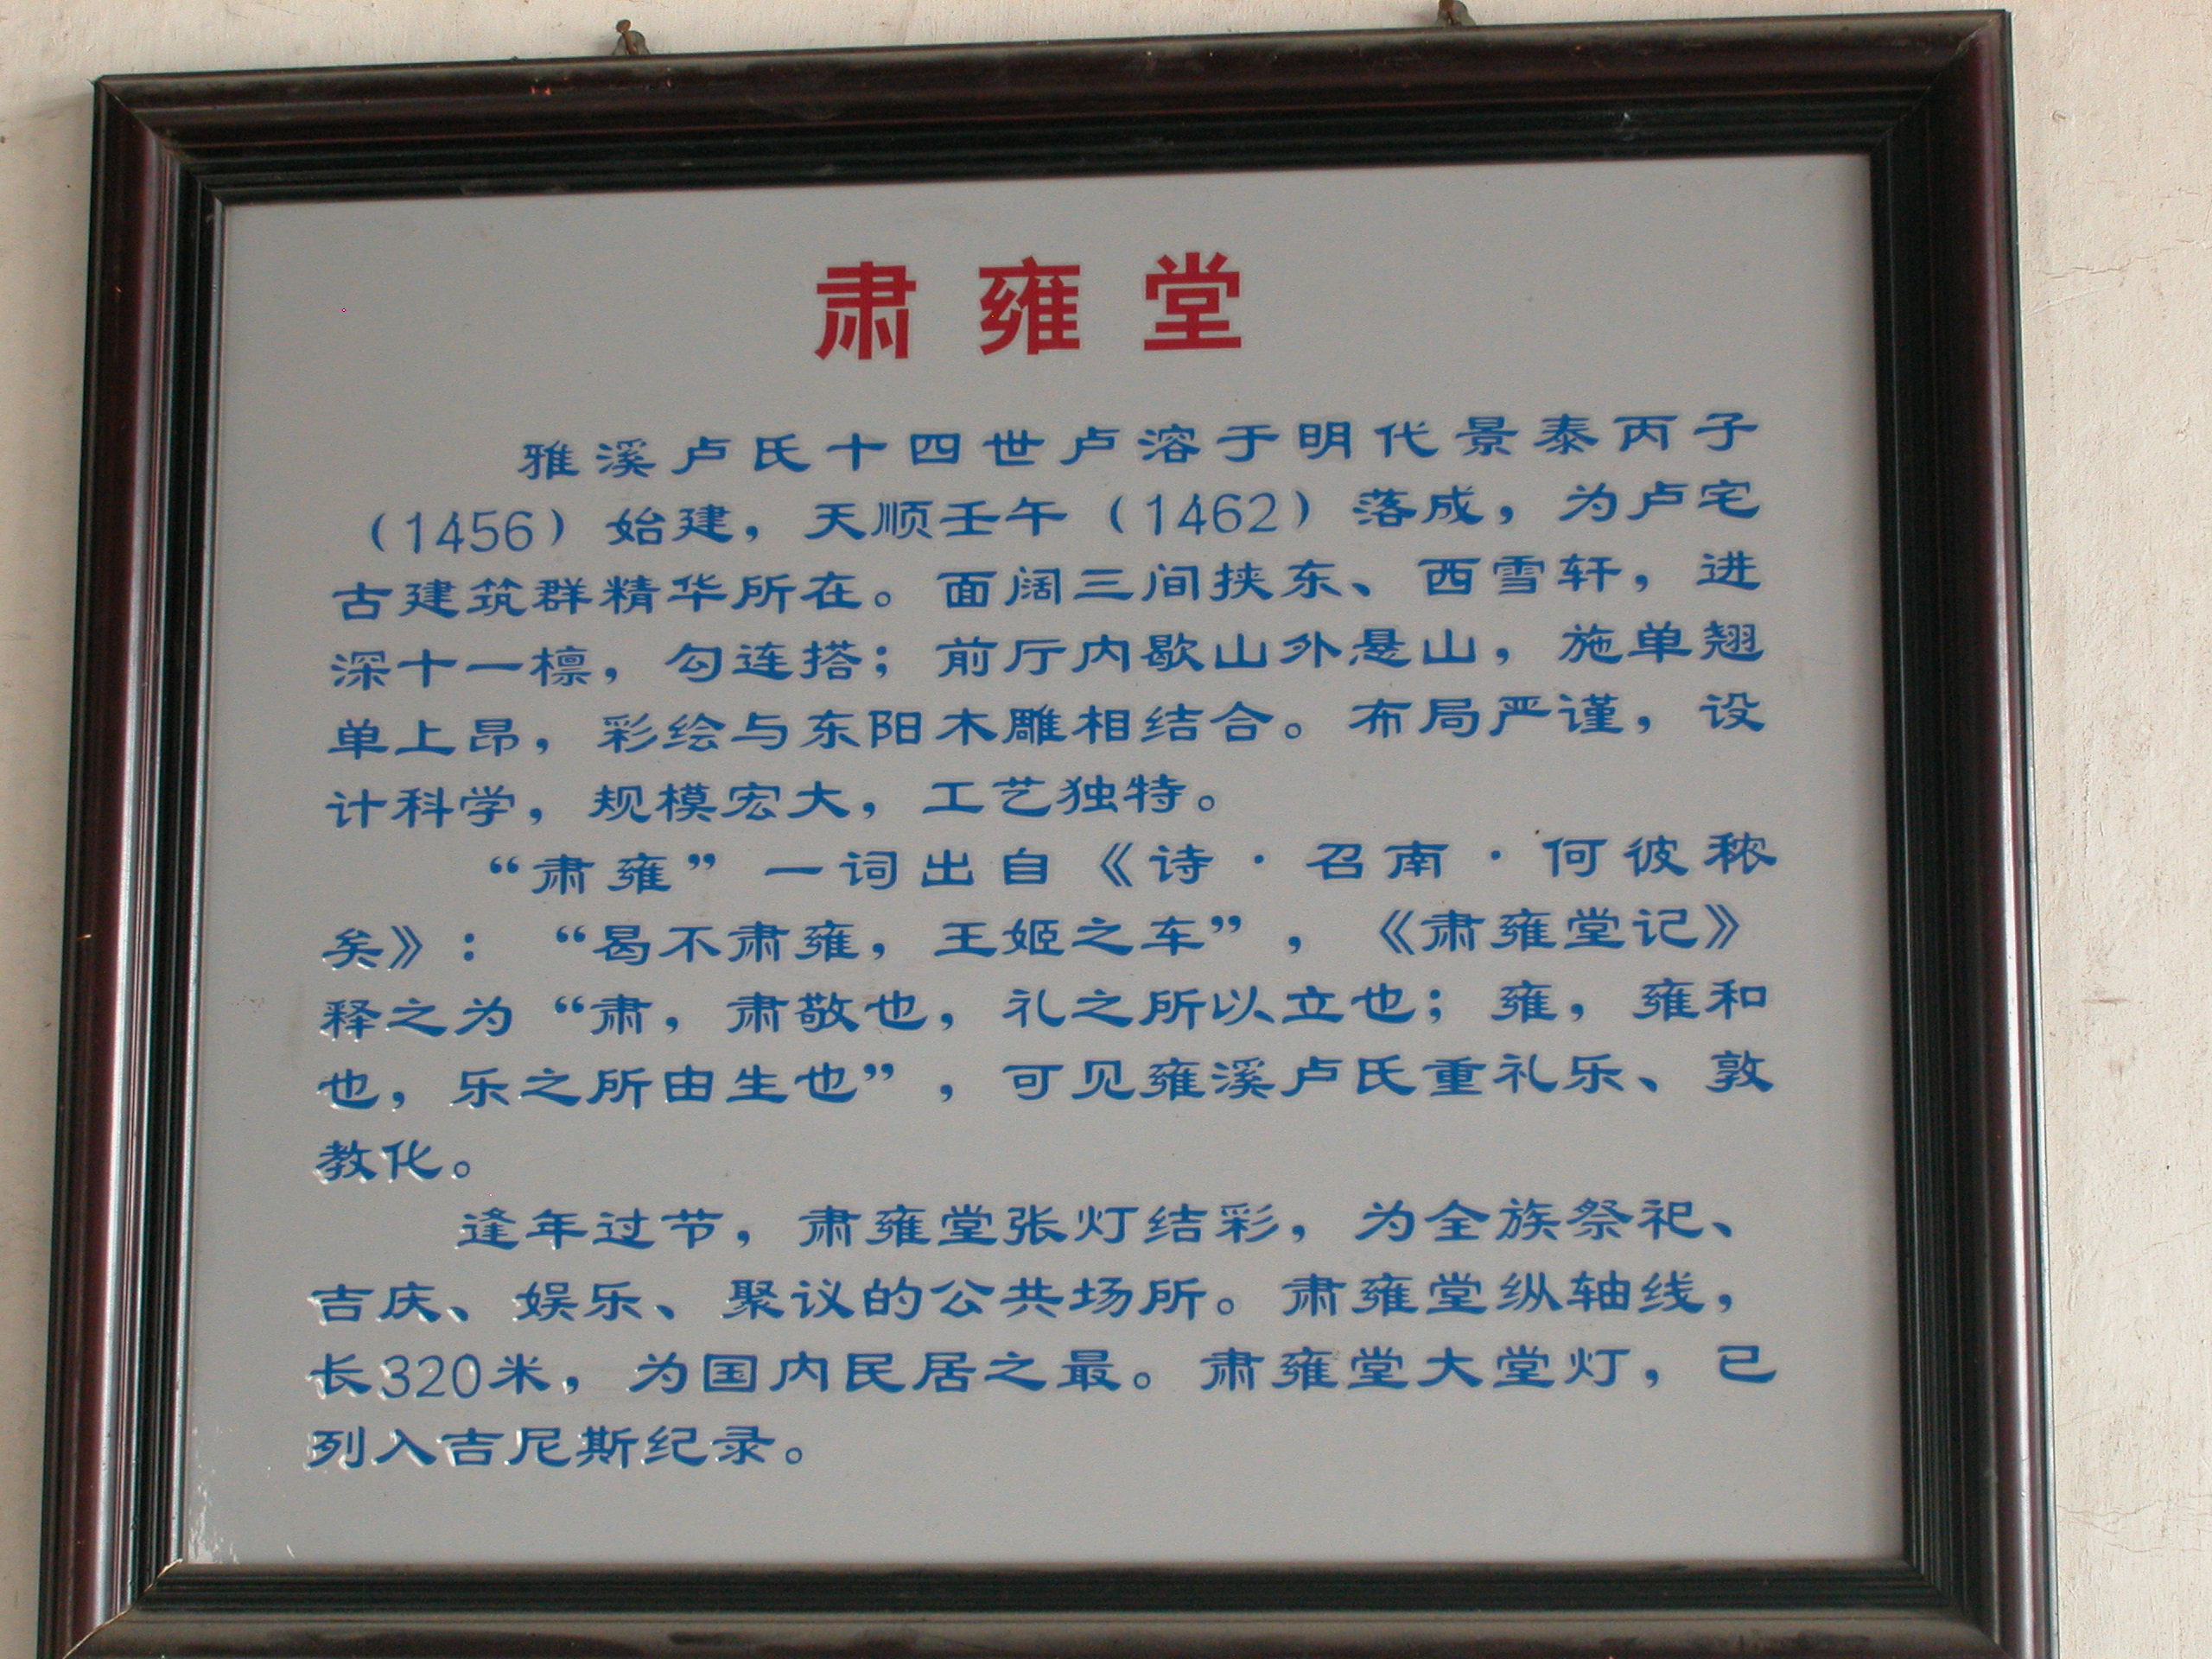 肃雍堂
雅溪卢氏十四世卢溶于明代景泰丙子
（1456）始建，天顺壬午（1462）落成，为卢宅
古建筑群精华所在。面阔三间挟东、西雪轩，进
深十一檩，勾连搭；前厅内歇山外悬山，施单翘
单上昂，彩绘与东阳木雕相结合。布局严谨，设
计科学，规模宏大，工艺独特。
“肃雍”一词出自《诗·召南·何彼秾
矣》：“曷不肃雍，王姬之车”，《肃雍堂记》
释之为“肃，肃敬也，礼之所以立也；雍，雍和
也，乐之所由生也”，可见雍溪卢氏重礼乐、敦
教化。
逢年过节，肃雍堂张灯结彩，为全族祭祀、
吉庆、娱乐、聚议的公共场所。肃雍堂纵轴线，
长320米，为国内民居之最。肃雍堂大堂灯，已
列入吉尼斯纪录。